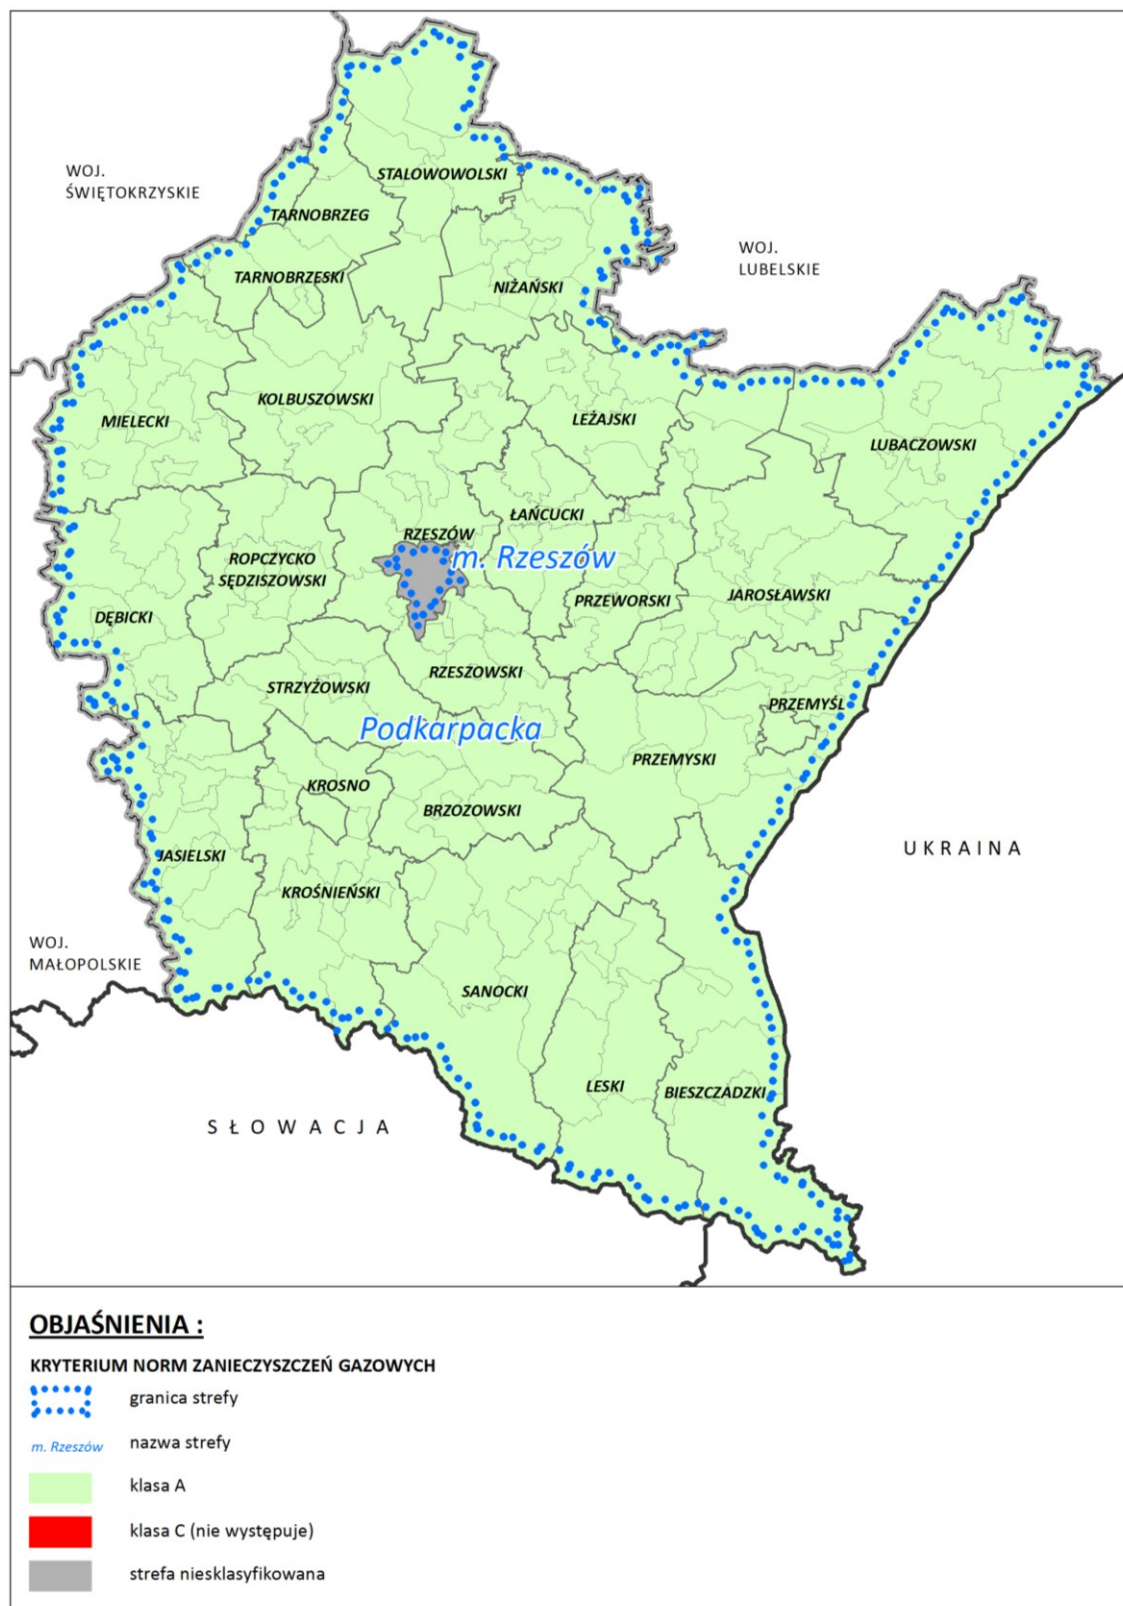 WOJ.
ŚWIĘTOKRZYSKIE
STALOWOWOLSKI
TARNOBRZEG
WOJ.
LUBELSKIE
TARNOBRZESKI
NIŻAŃSKI
KOLBUSZOWSKI
MIELECKI
LEŻAJSKI
LUBACZOWSKI
ŁAŃCUCKI
RZESZÓW
m. Rzeszów
ROPCZYCKO
SĘDZISZOWSKI
PRZEWORSKI
JAROSŁAWSKI
DĘBICKI
RZESZOWSKI
STRZYŻOWSKI
PRZEMYŚL
Podkarpacka
PRZEMYSKI
KROSNO
BRZOZOWSKI
UKRAINA
JASIELSKI
KROŚNIEŃSKI
WOJ.
MAŁOPOLSKIE
SANOCKI
LESKI
BIESZCZADZKI
SŁOWACJA
OBJAŚNIENIA :
KRYTERIUM NORM ZANIECZYSZCZEŃ GAZOWYCH
granica strefy
m. Rzeszów nazwa strefy
klasa A
klasa C (nie występuje)
strefa niesklasyfikowana